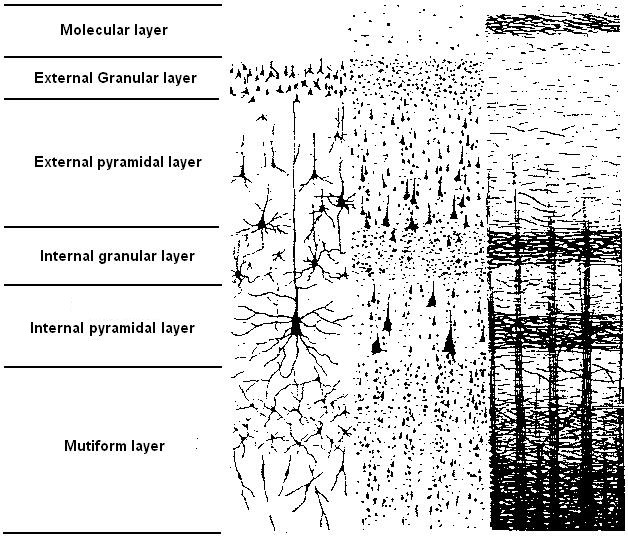 Molecular layer
External Granular layer
External pyramidal layer
Internal granular layer
Internal pyramidal layer
Mutiform layer